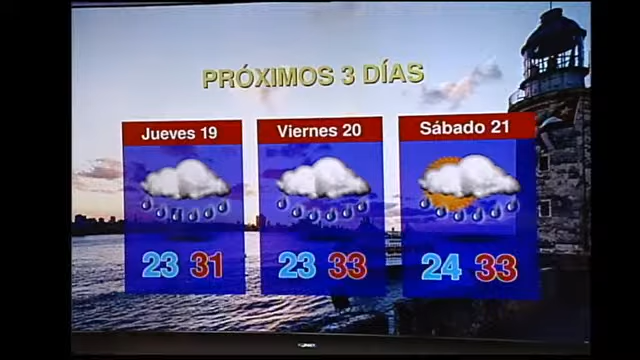 PRÓXIMOS 3 DÍAS
Jueves 19
Viernes 20
Sábado 21
23 31
23 33
24 33